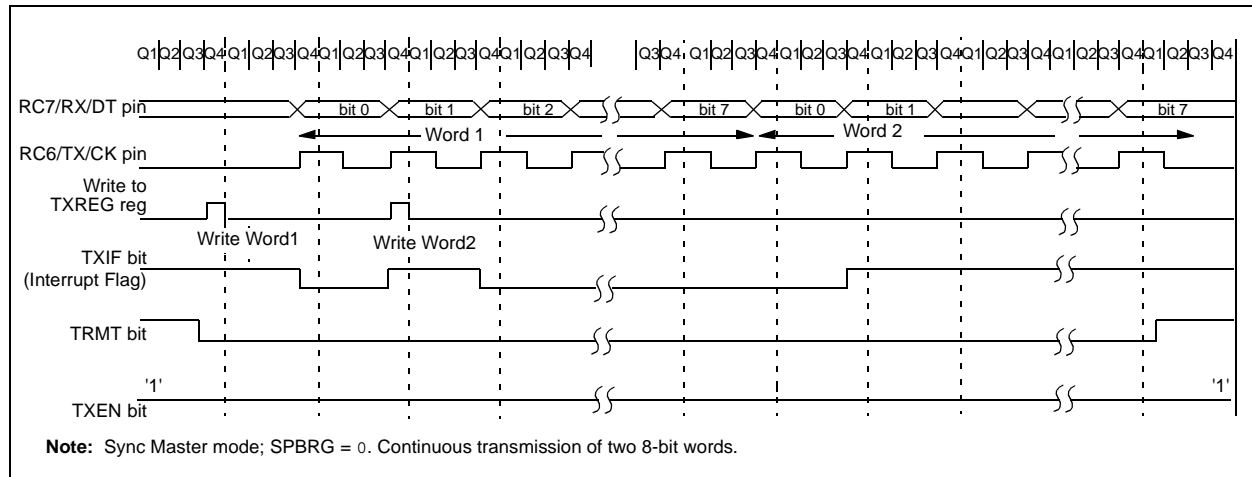 Q1 Q2 Q3 Q4 Q1 Q2 Q3 Q4 Q1 Q2 Q3 Q4 Q1 Q2 Q3 Q4 Q1 Q2 Q3 Q4 Q3 Q4 Q1 Q2 Q3 Q4 Q1 Q2 Q3 Q4 Q1 Q2 Q3 Q4 Q1 Q2 Q3 Q4 Q1 Q2 Q3 Q4 Q1 Q2 Q3 Q4
RC7/RX/DT pin bit 0 bit 1 bit 2 bit 7 bit 0 bit 1 bit 7
Word 1 Word 2
RC6/TX/CK pin
Write to
TXREG reg
Write Word1 Write Word2
TXIF bit
(Interrupt Flag)
TRMT bit
'1' '1'
TXEN bit
Note: Sync Master mode; SPBRG = 0. Continuous transmission of two 8-bit words.